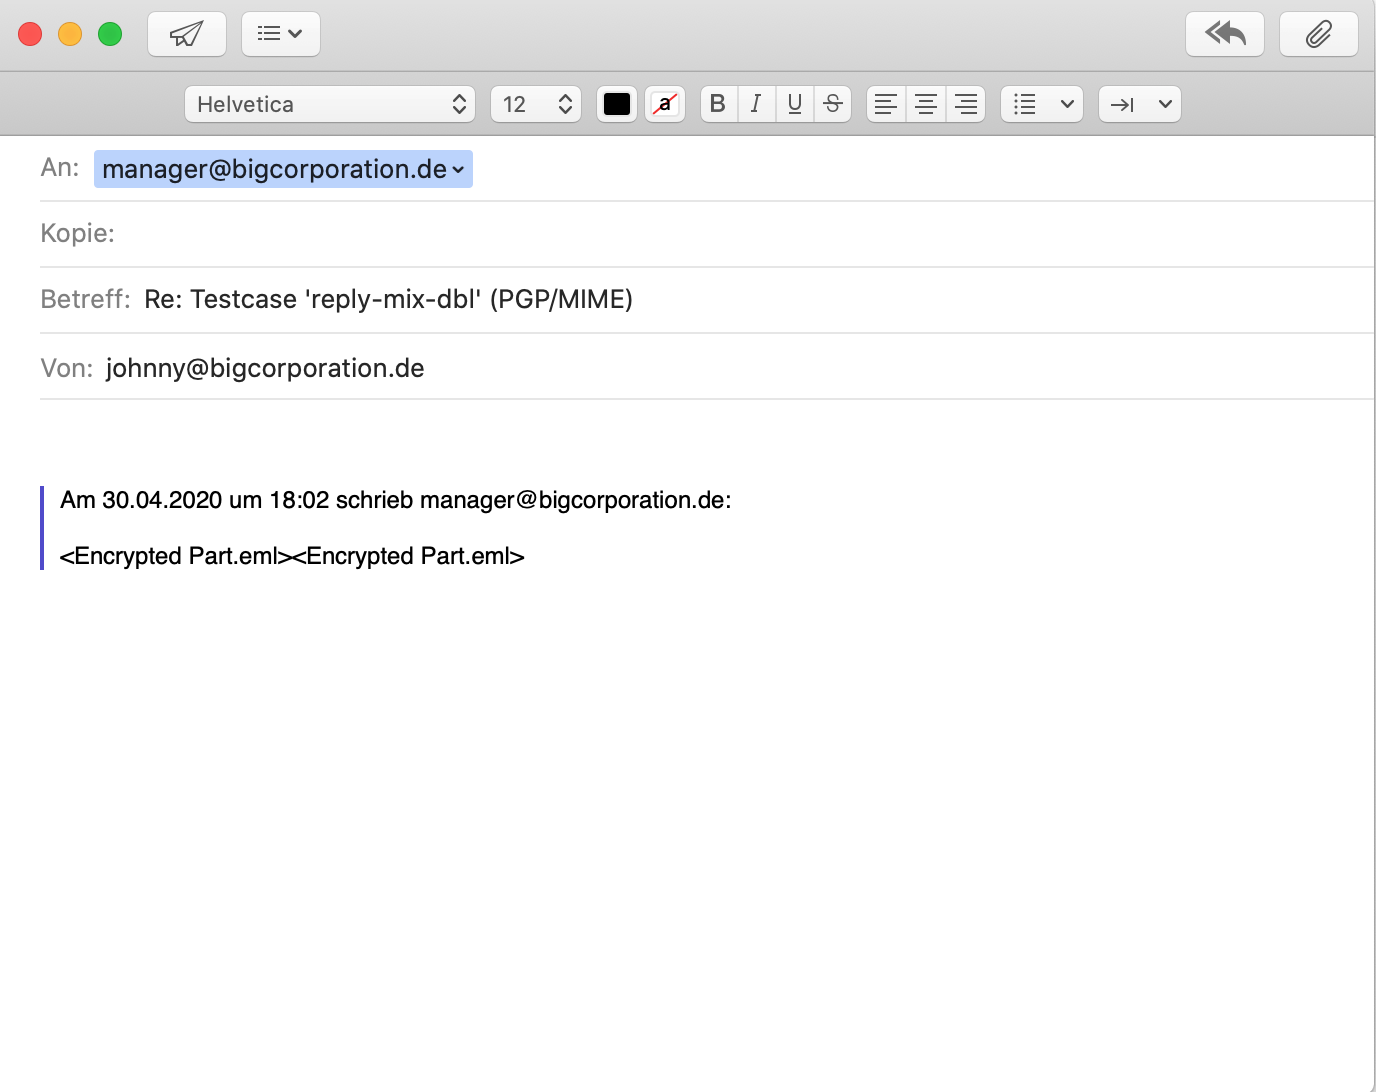 Helvetica 12 a B I U S
An: manager@bigcorporation.de
Kopie:
Betreff: Re: Testcase 'reply-mix-dbl' (PGP/MIME)
Von: johnny@bigcorporation.de
Am 30.04.2020 um 18:02 schrieb manager@bigcorporation.de:
<Encrypted Part.eml><Encrypted Part.eml>